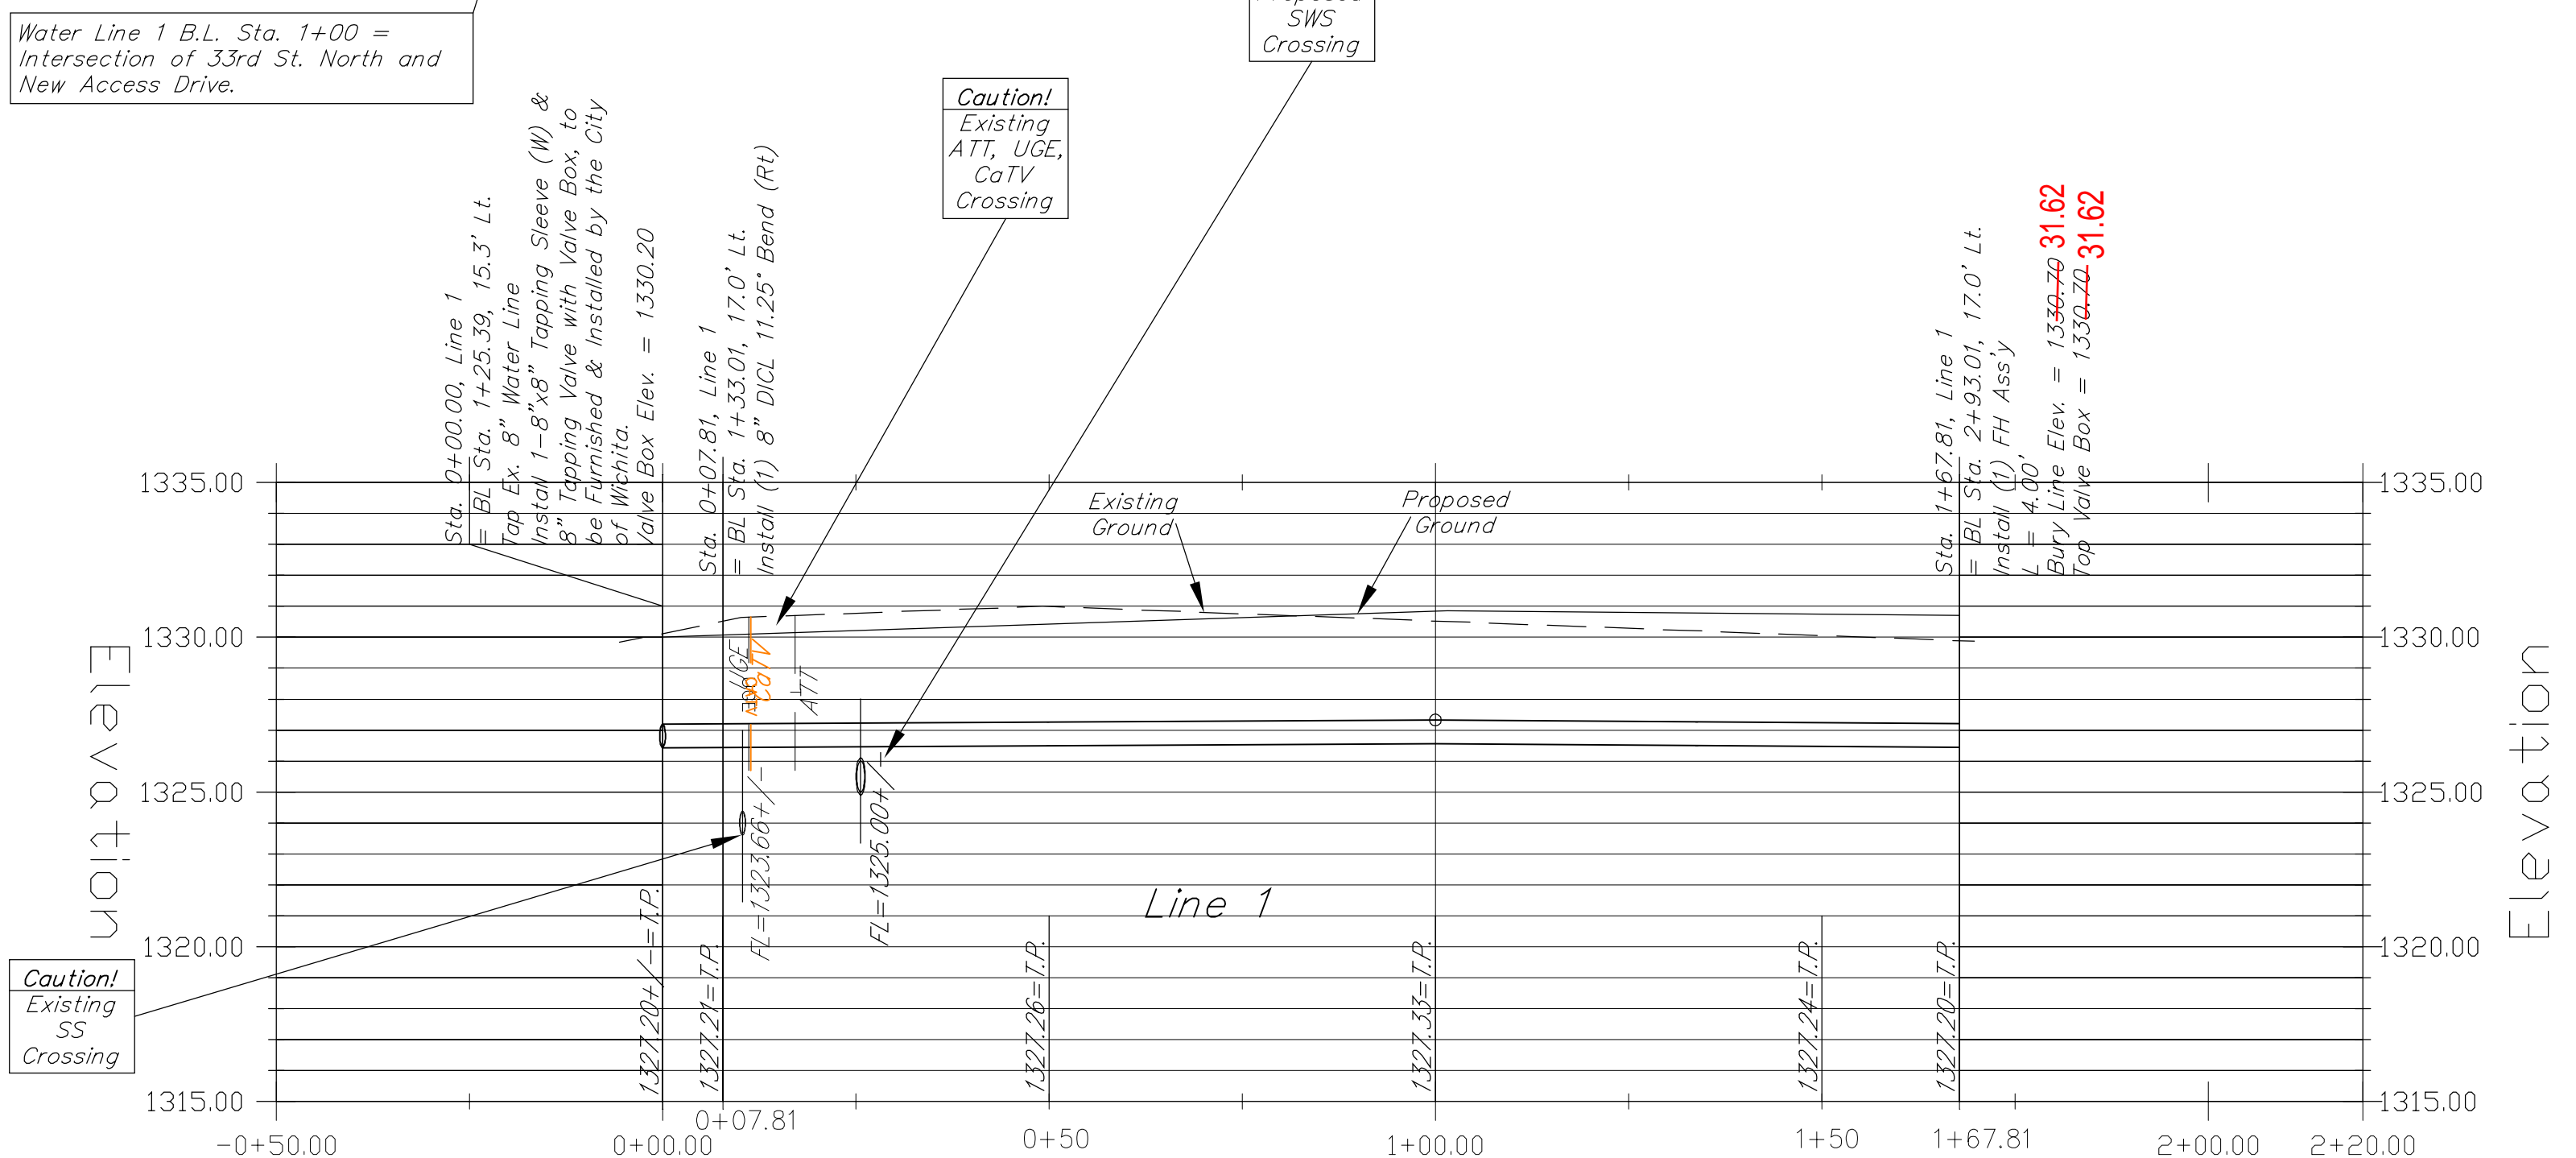 Water Line 1 B.L. Sta. 1+00 =
Intersection of 33rd St. North and
New Access Drive.
SWS
Crossing
Caution!
Existing
ATT, UGE,
CaTV
Crossing
Sta. 0+00.00, Line 1
= BL Sta. 1+25.39, 15.3' Lt.
Tap Ex. 8" Water Line
Install 1-8"x8" Tapping Sleeve (W) &
8" Tapping Valve with Valve Box, to
be Furnished & Installed by the City
of Wichita.
Valve Box Elev. = 1330.20
Sta. 0+07.81, Line 1
= BL Sta. 1+33.01, 17.0' Lt.
Install (1) 8" DICL 11.25° Bend (Rt)
Sta. 1+67.81, Line 1
= BL Sta. 2+93.01, 17.0' Lt.
Install (1) FH Ass'y
L = 4.00'
Bury Line Elev. = 1330.70 31.62
Top Valve Box = 1330.70 31.62
1335.00
1335.00
Existing
Ground
Proposed
Ground
1330.00
1330.00
UGE
CaTV
ATT
1325.00
1325.00
FL=1323.66+/-
FL=1325.00+/-
Line 1
1320.00
1320.00
Elevation
Elevation
Caution!
Existing
SS
Crossing
1327.20+/-=T.P.
1327.21=T.P.
1327.26=T.P.
1327.33=T.P.
1327.24=T.P.
1327.20=T.P.
1315.00
1315.00
-0+50.00
0+00.00
0+07.81
0+50
1+00.00
1+50
1+67.81
2+00.00
2+20.00